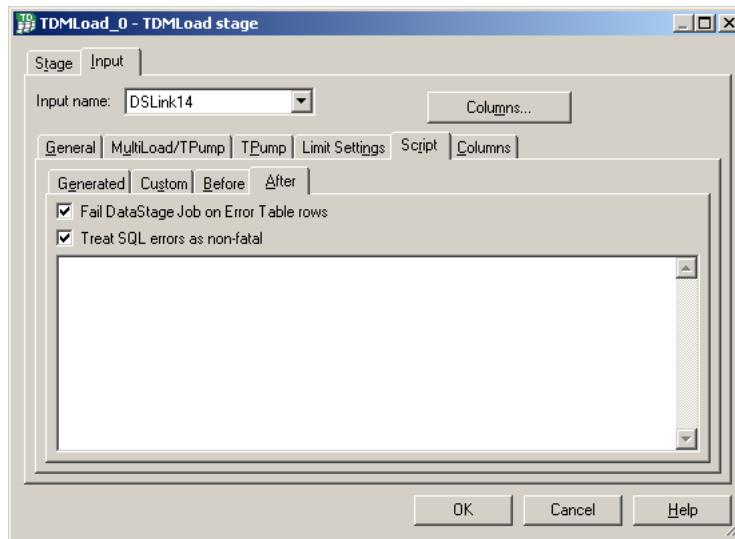 TD
TDMLoad_0 - TDMLoad stage
Stage Input
Input name: DSLink14 Columns...
General MultiLoad/TPump TPump Limit Settings Script Columns
Generated Custom Before After
Fail DataStage Job on Error Table rows
Treat SQL errors as non-fatal
OK Cancel Help